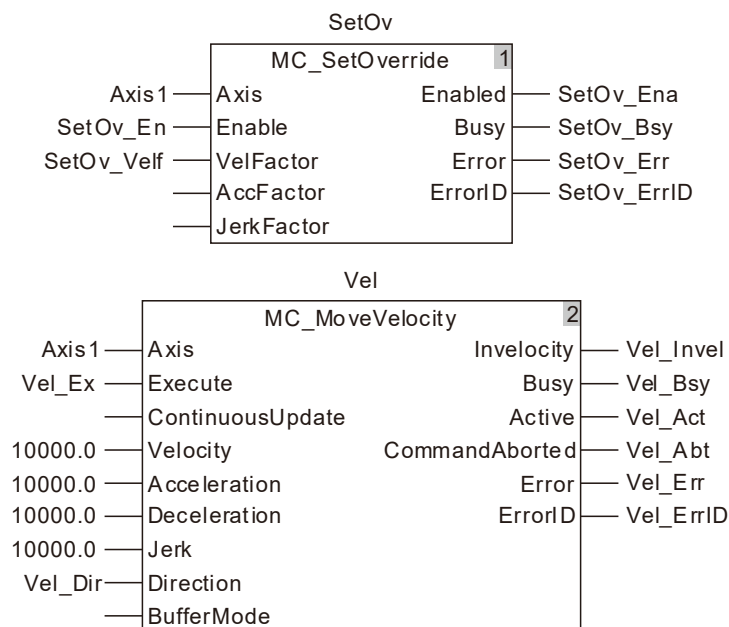 SetOv
MC_SetOverride 1
Axis1 Axis Enabled SetOv_Ena
SetOv_En Enable Busy SetOv_Bsy
SetOv_Velf VelFactor Error SetOv_Err
AccFactor ErrorID SetOv_ErrID
JerkFactor
Vel
MC_MoveVelocity 2
Axis1 Axis Invelocity Vel_Invel
Vel_Ex Execute Busy Vel_Bsy
ContinuousUpdate Active Vel_Act
10000.0 Velocity CommandAborted Vel_Abt
10000.0 Acceleration Error Vel_Err
10000.0 Deceleration ErrorID Vel_ErrID
10000.0 Jerk
Vel_Dir Direction
BufferMode